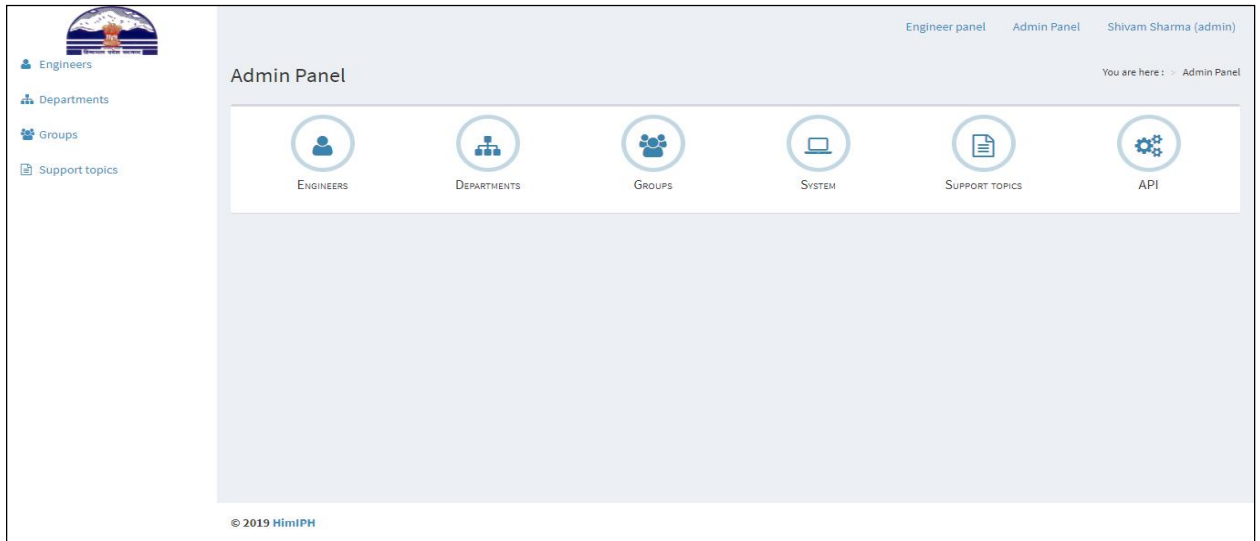 Engineer panel Admin Panel Shivam Sharma (admin)
Engineers
Departments
Groups
Support topics
Admin Panel
You are here : > Admin Panel
ENGINEERS
DEPARTMENTS
GROUPS
SYSTEM
SUPPORT TOPICS
API
© 2019 HimIPH